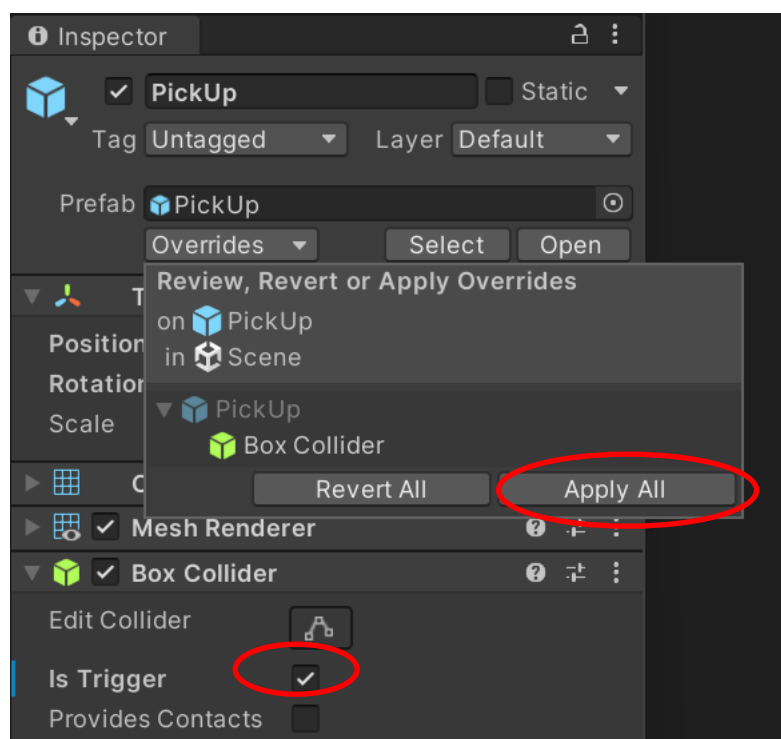 Inspector
PickUp
Static
Tag Untagged Layer Default
Prefab PickUp
Overrides Select Open
Review, Revert or Apply Overrides
on PickUp
in Scene
Position
Rotation
Scale
PickUp
Box Collider
Revert All Apply All
Mesh Renderer
Box Collider
Edit Collider
Is Trigger
Provides Contacts